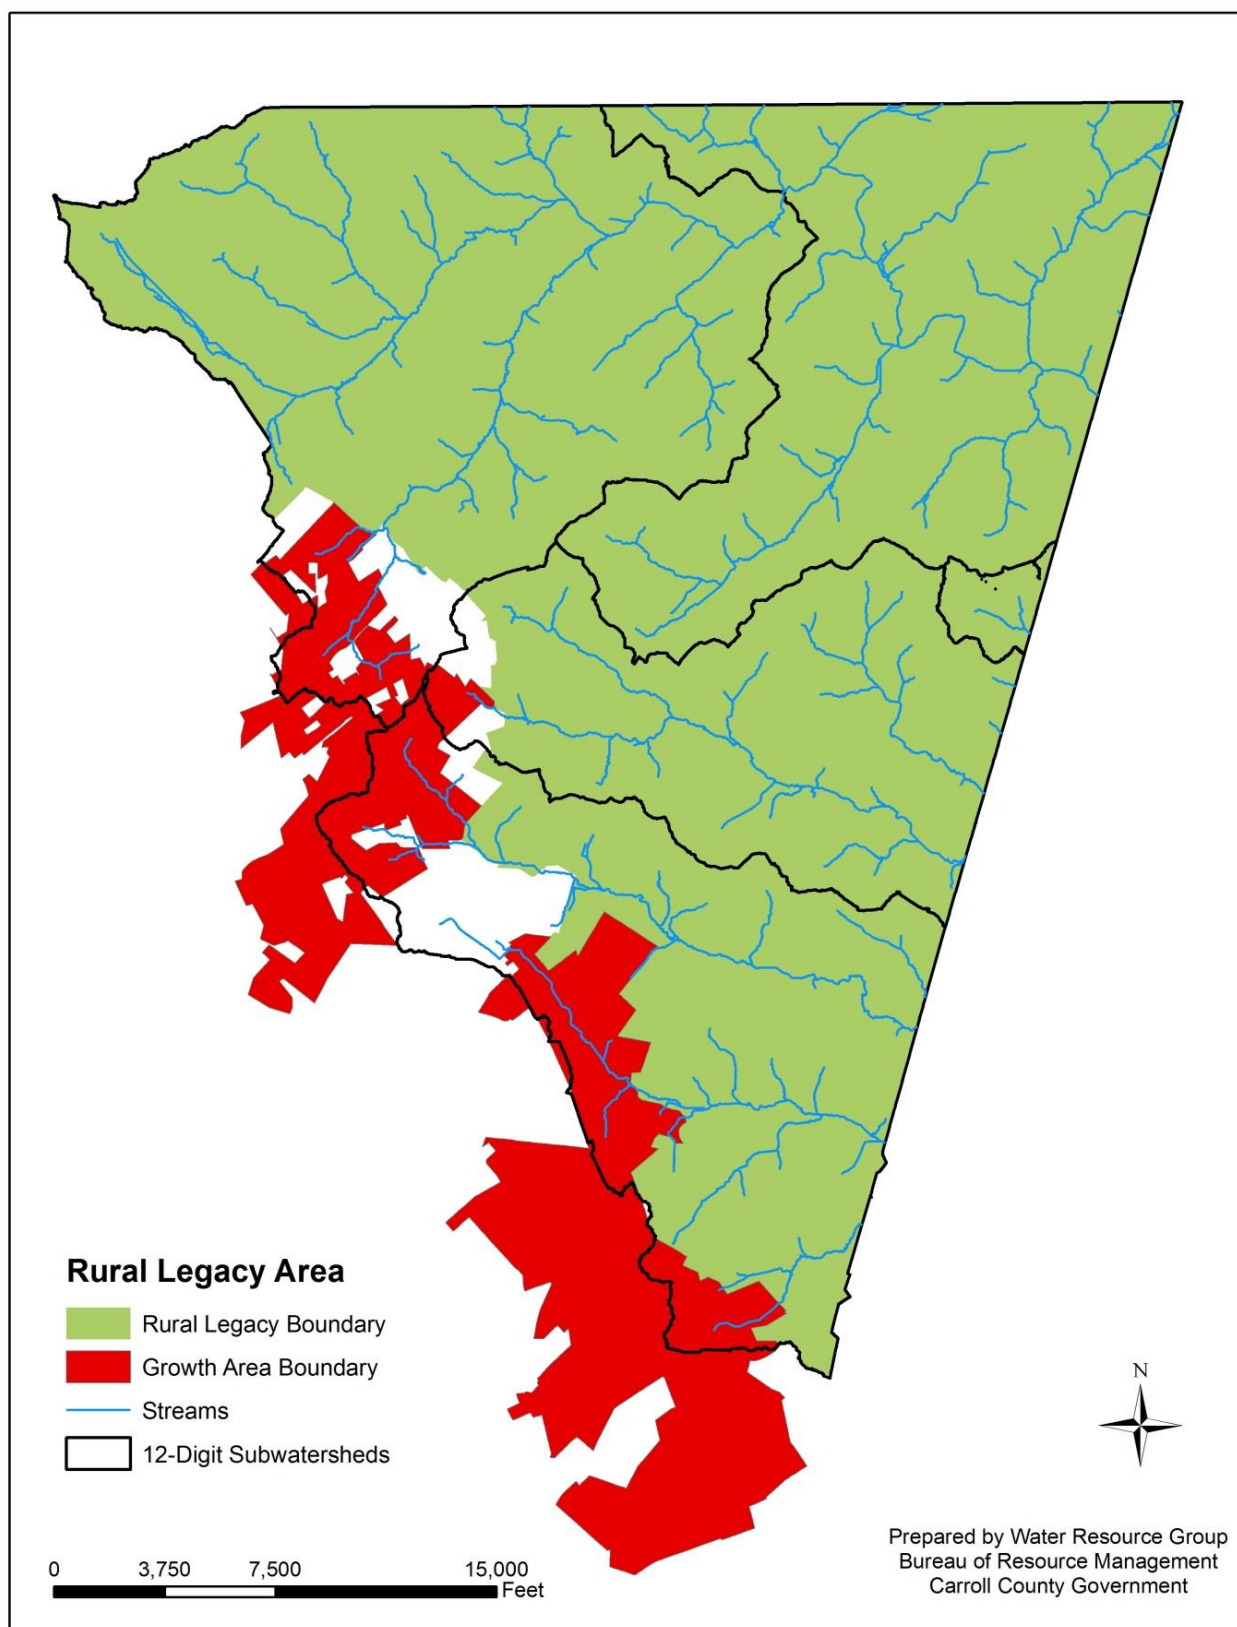 Rural Legacy Area
Rural Legacy Boundary
Growth Area Boundary
Streams
12-Digit Subwatersheds
0 3,750 7,500 15,000
Feet
N
Prepared by Water Resource Group
Bureau of Resource Management
Carroll County Government